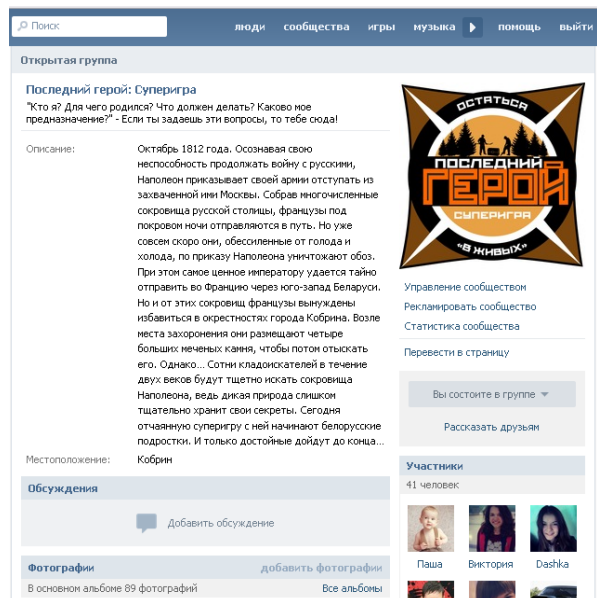 Поиск
люди сообщества игры музыка помощь выйти
Открытая группа
Последний герой: Суперигра
"Кто я? Для чего родился? Что должен делать? Каково мое
предназначение?" - Если ты задаешь эти вопросы, то тебе сюда!
Описание:
Октябрь 1812 года. Осознавая свою
неспособность продолжать войну с русскими,
Наполеон приказывает своей армии отступать из
захваченной ими Москвы. Собрав многочисленные
сокровища русской столицы, французы под
покровом ночи отправляются в путь. Но уже
совсем скоро они, обессиленные от голода и
холода, по приказу Наполеона уничтожают обоз.
При этом самое ценное императору удается тайно
отправить во Францию через юго-запад Беларуси.
Но и от этих сокровищ французы вынуждены
избавиться в окрестностях города Кобрина. Возле
места захоронения они размещают четыре
больших меченых камня, чтобы потом отыскать
его. Однако... Сотни кладоискателей в течение
двух веков будут тщетно искать сокровища
Наполеона, ведь дикая природа слишком
тщательно хранит свои секреты. Сегодня
отчаянную суперигру с ней начинают белорусские
подростки. И только достойные дойдут до конца...
Местоположение: Кобрин
Обсуждения
Добавить обсуждение
Фотографии добавить фотографии
В основном альбоме 89 фотографий Все альбомы
ОСТАТЬСЯ
ПОСЛЕДНИЙ
ГЕРОЙ
СУПЕРИГРА
«В ЖИВЫХ»
Управление сообществом
Рекламировать сообщество
Статистика сообщества
Перевести в страницу
Вы состоите в группе
Рассказать друзьям
Участники
41 человек
Паша Виктория Dashka